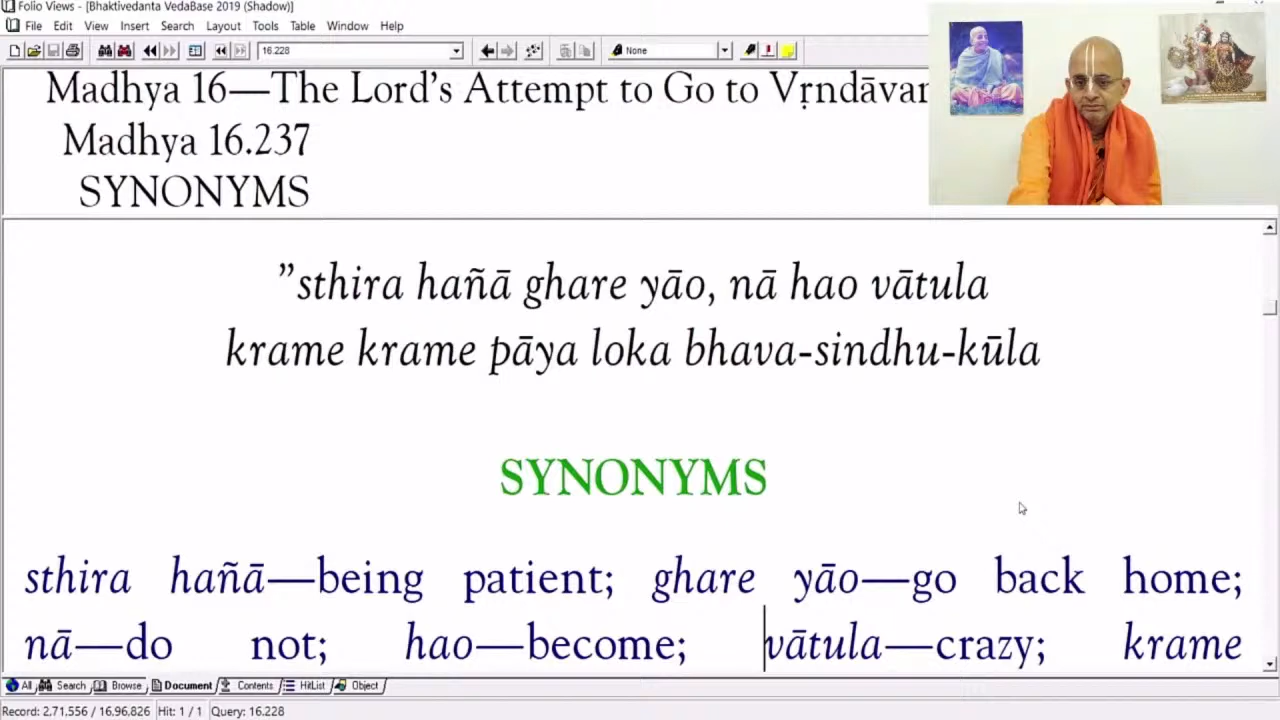 Folio Views - [Bhaktivedanta VedaBase 2019 (Shadow)]
File Edit View Insert Search Layout Tools Table Window Help
16.228 None
Madhya 16—The Lord's Attempt to Go to Vṛndāvan
Madhya 16.237
SYNONYMS
”sthira hañā ghare yāo, nā hao vātula
krame krame pāya loka bhava-sindhu-kūla
SYNONYMS
sthira hañā—being patient; ghare yāo—go back home;
nā—do not; hao—become; vātula—crazy; krame
All Search Browse Document Contents HitList Object
Record: 2,71,556 / 16,96,826 Hit: 1 / 1 Query: 16.228